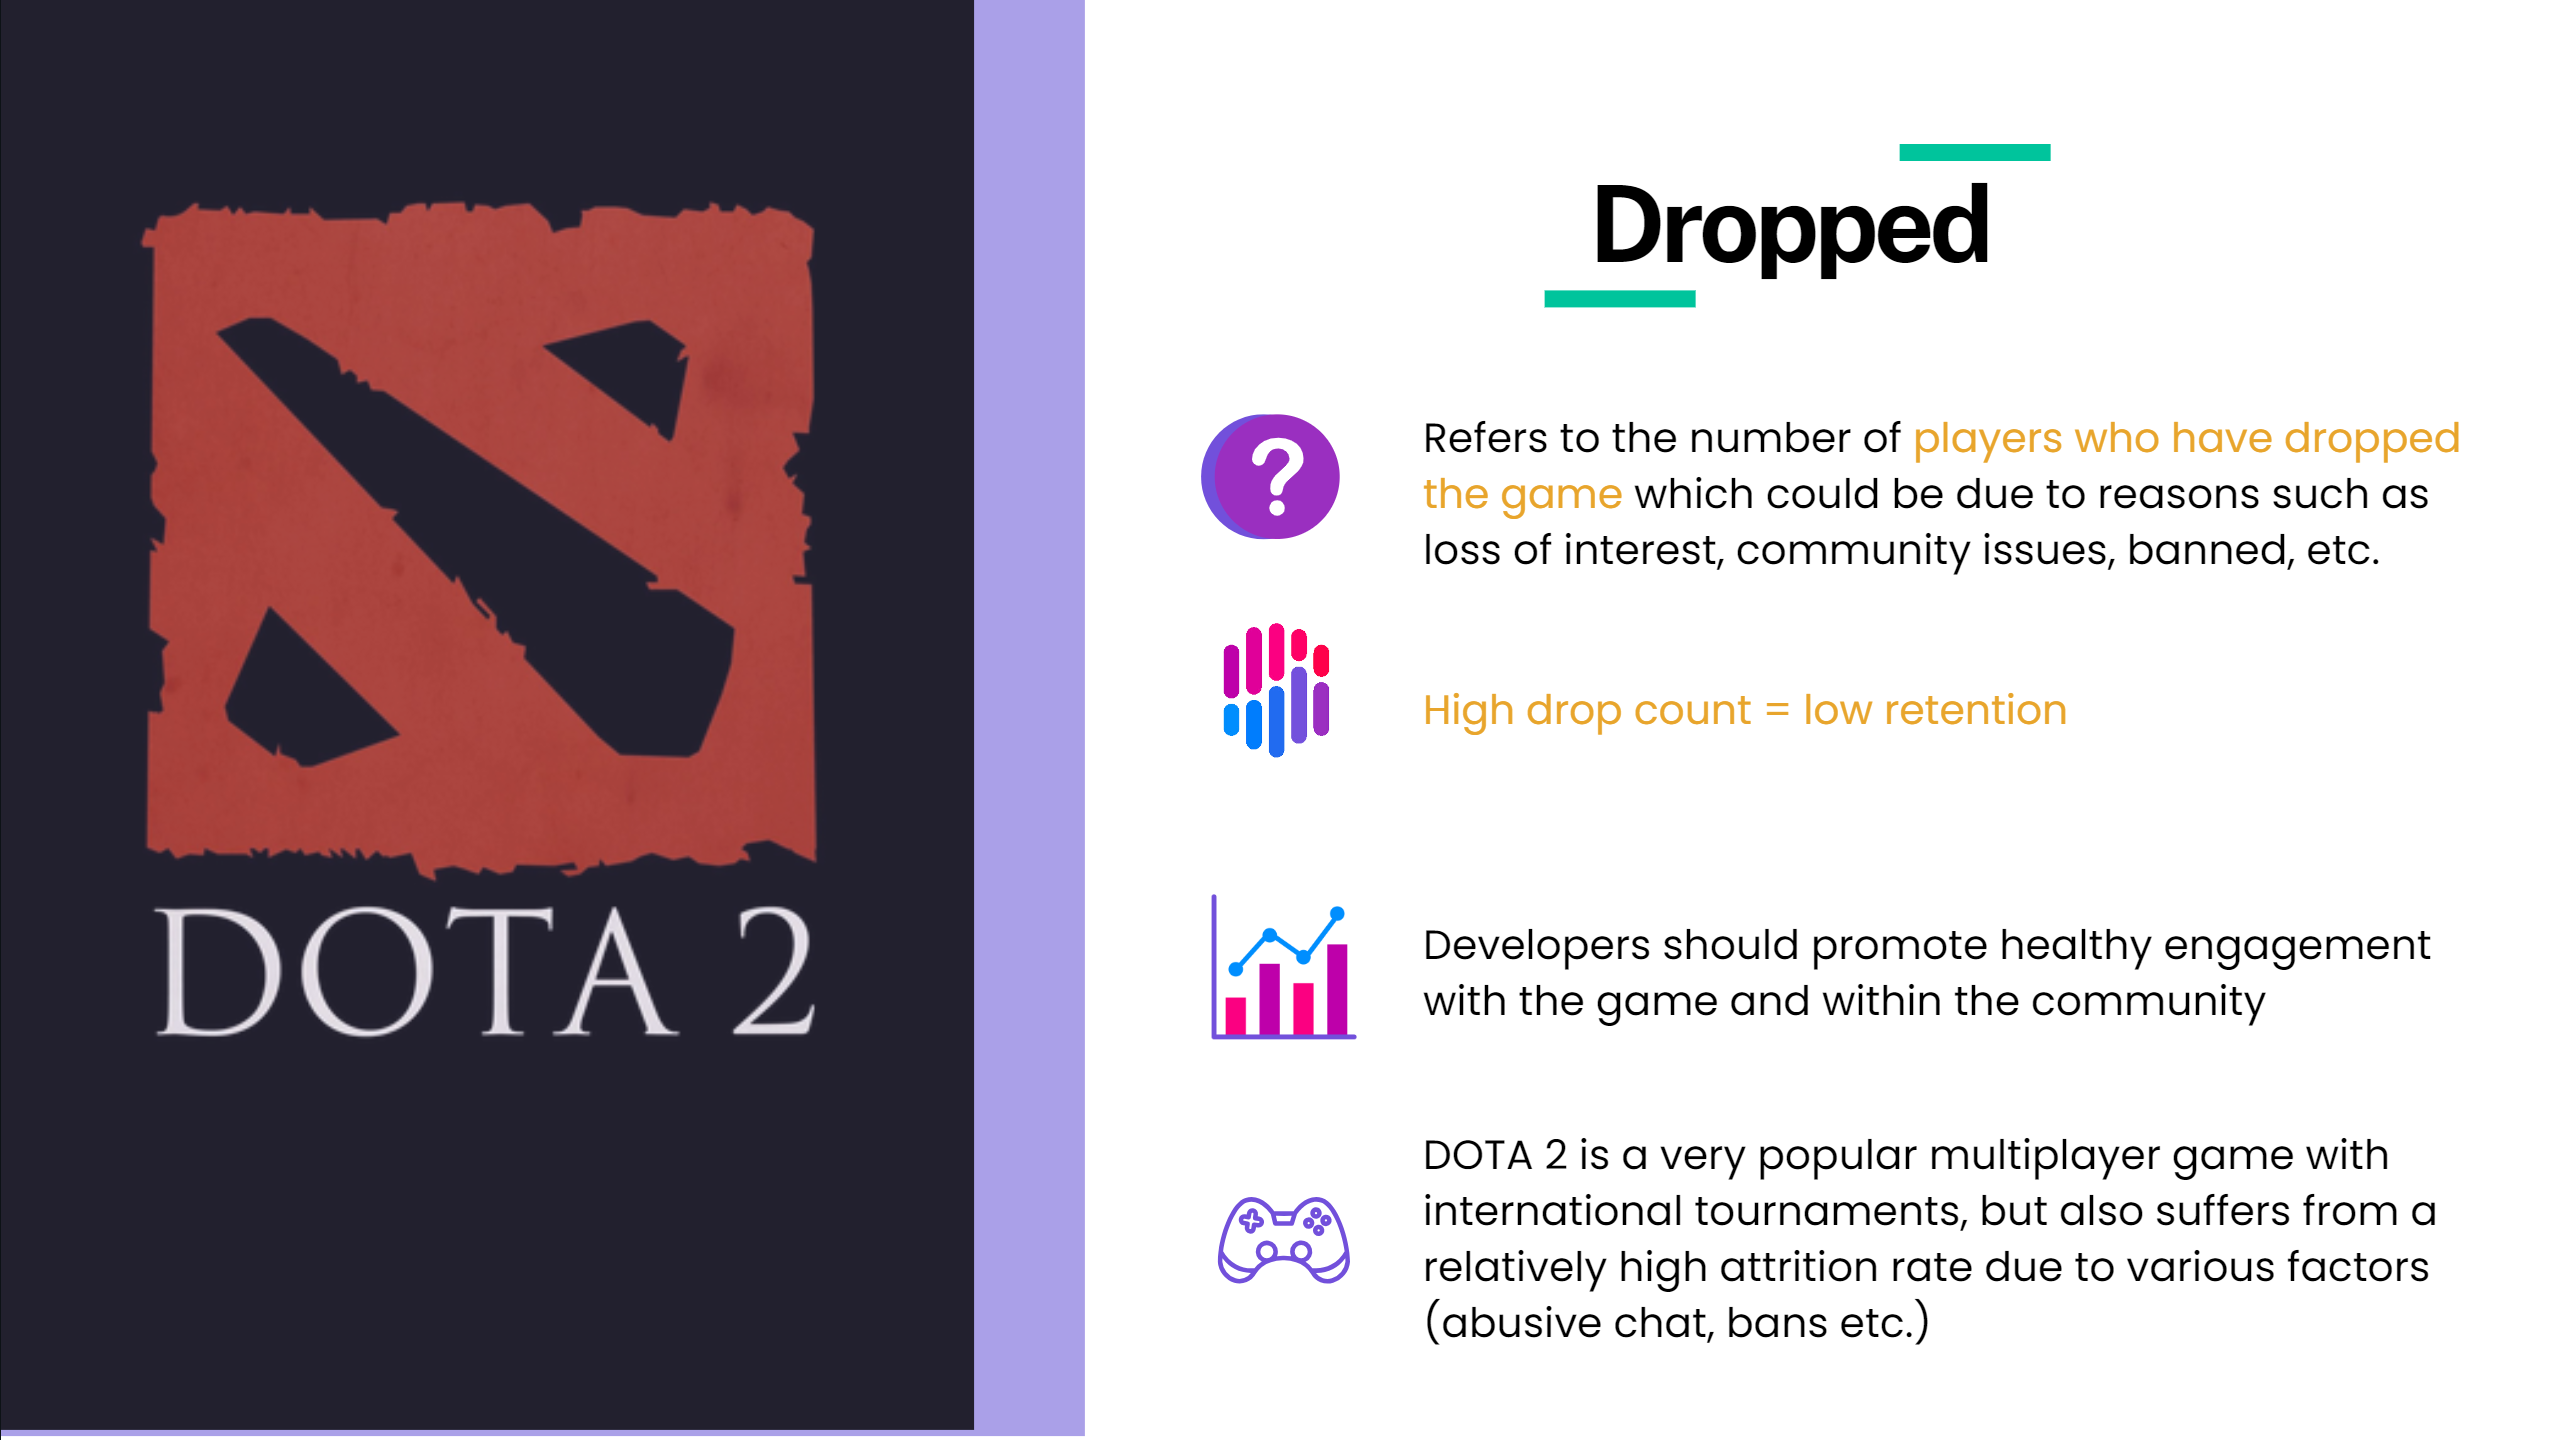 DOTA 2
Dropped
?
Refers to the number of players who have dropped
the game which could be due to reasons such as
loss of interest, community issues, banned, etc.
High drop count = low retention
Developers should promote healthy engagement
with the game and within the community
DOTA 2 is a very popular multiplayer game with
international tournaments, but also suffers from a
relatively high attrition rate due to various factors
(abusive chat, bans etc.)